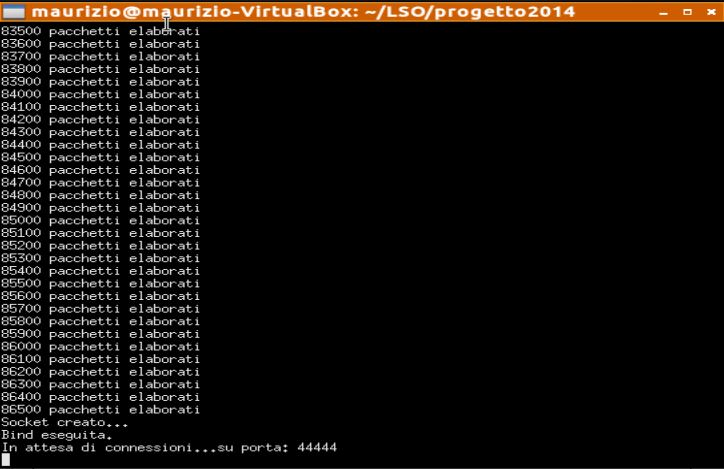 maurizio@maurizio-VirtualBox: ~/LSO/progetto2014
83500 pacchetti elaborati
83600 pacchetti elaborati
83700 pacchetti elaborati
83800 pacchetti elaborati
83900 pacchetti elaborati
84000 pacchetti elaborati
84100 pacchetti elaborati
84200 pacchetti elaborati
84300 pacchetti elaborati
84400 pacchetti elaborati
84500 pacchetti elaborati
84600 pacchetti elaborati
84700 pacchetti elaborati
84800 pacchetti elaborati
84900 pacchetti elaborati
85000 pacchetti elaborati
85100 pacchetti elaborati
85200 pacchetti elaborati
85300 pacchetti elaborati
85400 pacchetti elaborati
85500 pacchetti elaborati
85600 pacchetti elaborati
85700 pacchetti elaborati
85800 pacchetti elaborati
85900 pacchetti elaborati
86000 pacchetti elaborati
86100 pacchetti elaborati
86200 pacchetti elaborati
86300 pacchetti elaborati
86400 pacchetti elaborati
86500 pacchetti elaborati
Socket creato...
Bind eseguita.
In attesa di connessioni...su porta: 44444